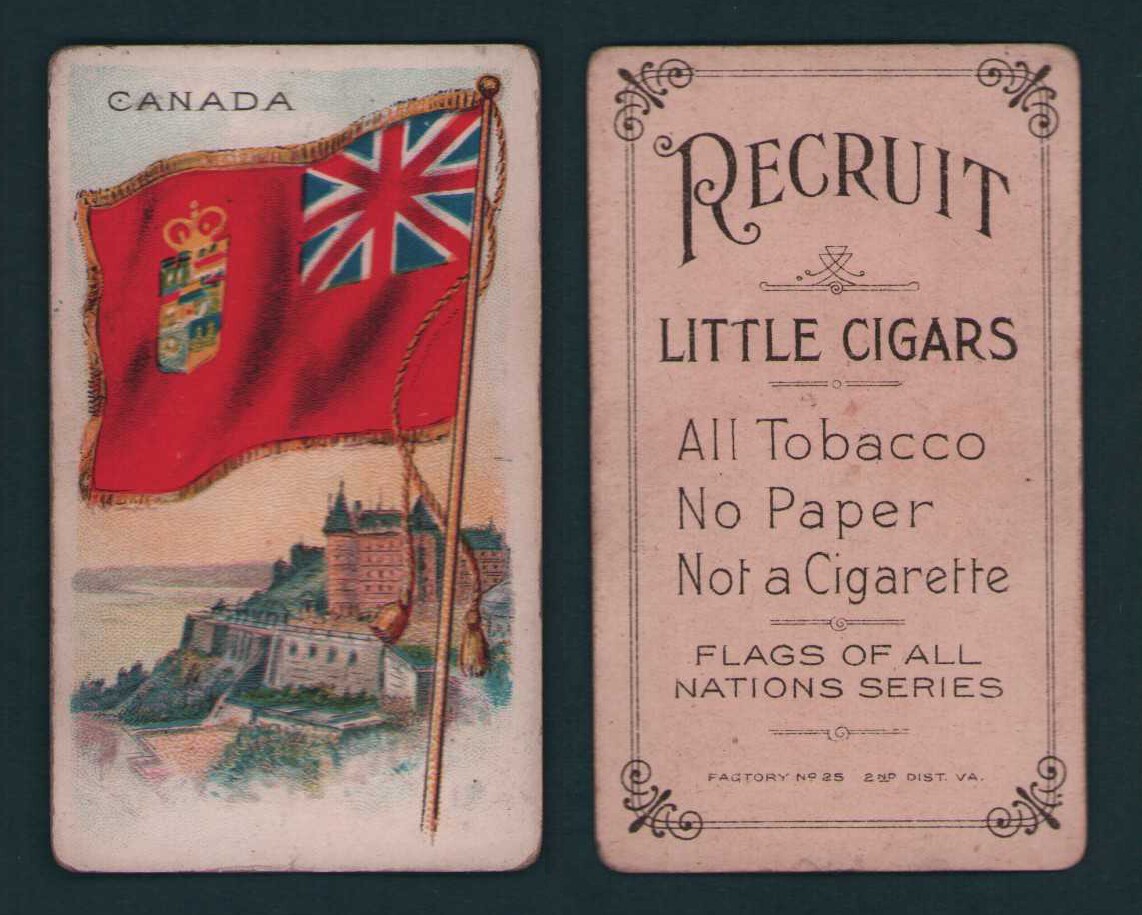 CANADA
RECRUIT
LITTLE CIGARS
All Tobacco
No Paper
Not a Cigarette
FLAGS OF ALL
NATIONS SERIES
FACTORY Nº 25 2ND DIST. VA.